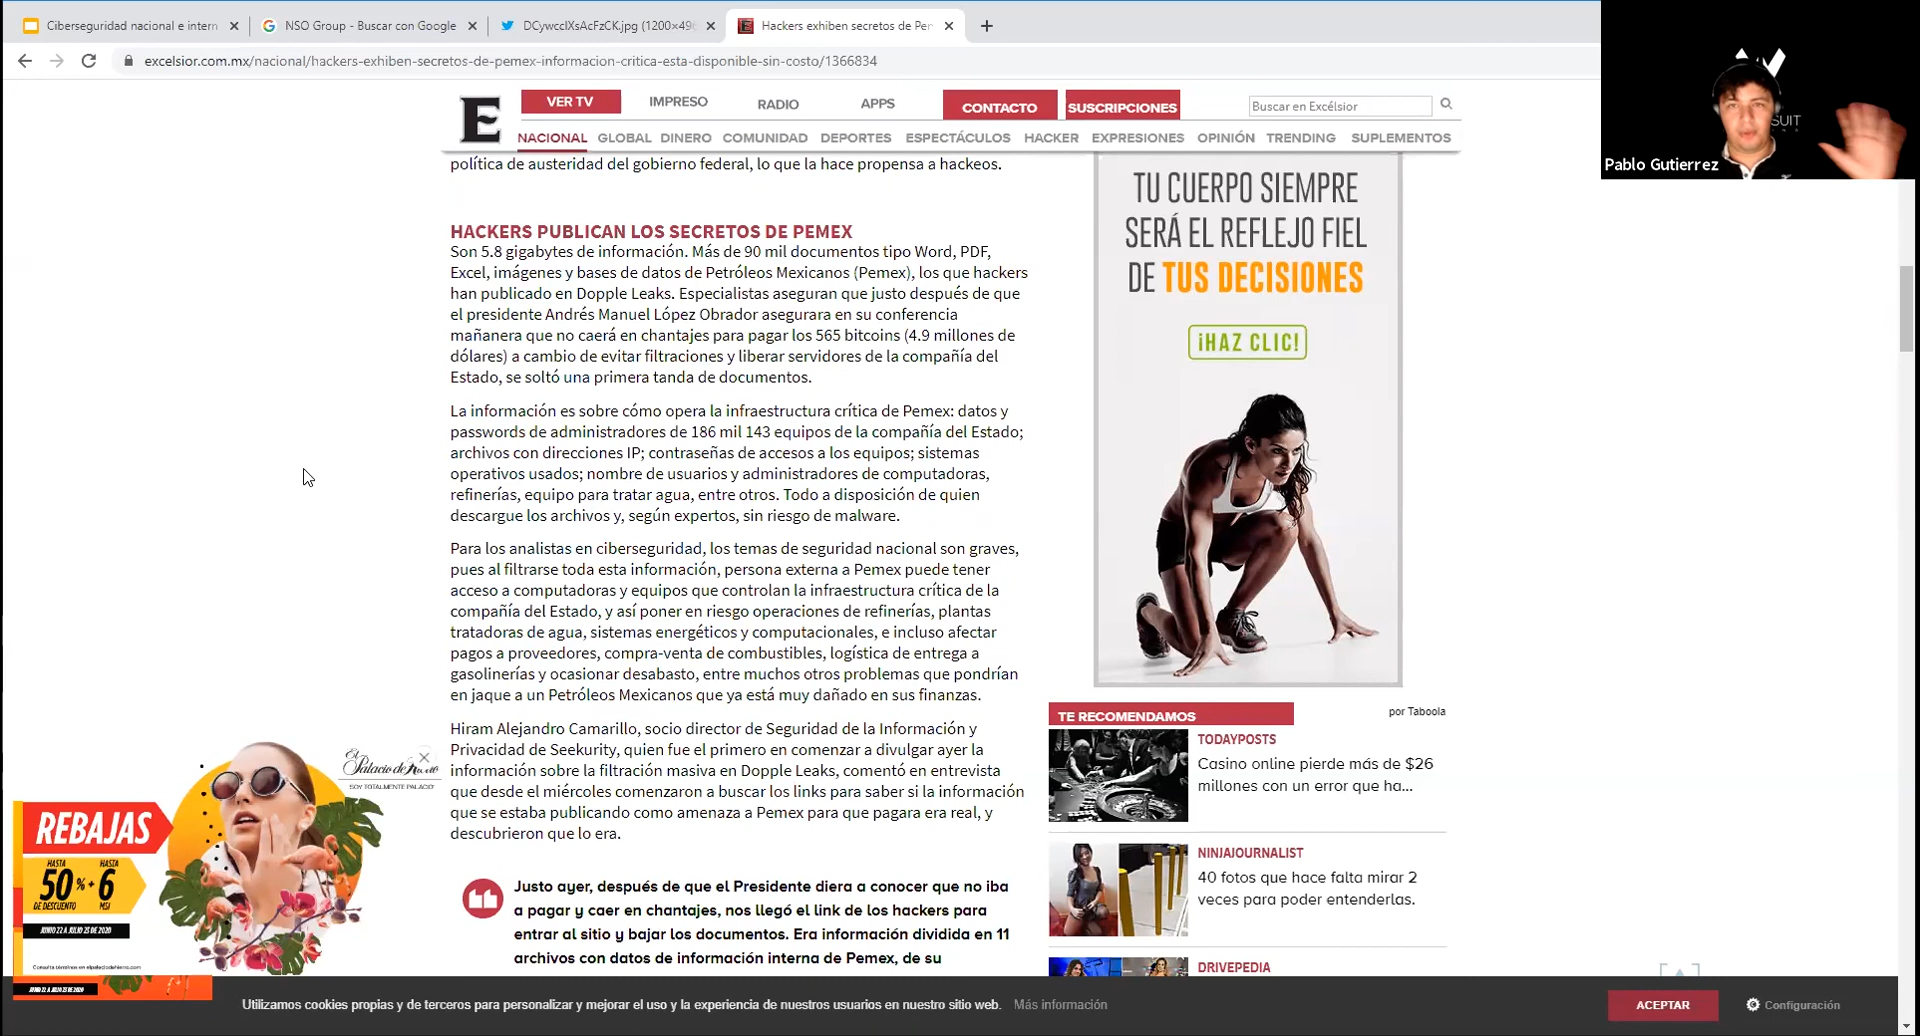 Ciberseguridad nacional e intern
NSO Group - Buscar con Google
DCywcclXsAcFzCK.jpg (1200×49
Hackers exhiben secretos de Pem
excelsior.com.mx/nacional/hackers-exhiben-secretos-de-pemex-informacion-critica-esta-disponible-sin-costo/1366834
SUIT
Pablo Gutierrez
E
VER TV
IMPRESO
RADIO
APPS
CONTACTO
SUSCRIPCIONES
Buscar en Excélsior
NACIONAL GLOBAL DINERO COMUNIDAD DEPORTES ESPECTÁCULOS HACKER EXPRESIONES OPINIÓN TRENDING SUPLEMENTOS
política de austeridad del gobierno federal, lo que la hace propensa a hackeos.
HACKERS PUBLICAN LOS SECRETOS DE PEMEX
Son 5.8 gigabytes de información. Más de 90 mil documentos tipo Word, PDF,
Excel, imágenes y bases de datos de Petróleos Mexicanos (Pemex), los que hackers
han publicado en Dopple Leaks. Especialistas aseguran que justo después de que
el presidente Andrés Manuel López Obrador asegurara en su conferencia
mañanera que no caerá en chantajes para pagar los 565 bitcoins (4.9 millones de
dólares) a cambio de evitar filtraciones y liberar servidores de la compañía del
Estado, se soltó una primera tanda de documentos.
La información es sobre cómo opera la infraestructura crítica de Pemex: datos y
passwords de administradores de 186 mil 143 equipos de la compañía del Estado;
archivos con direcciones IP; contraseñas de accesos a los equipos; sistemas
operativos usados; nombre de usuarios y administradores de computadoras,
refinerías, equipo para tratar agua, entre otros. Todo a disposición de quien
descargue los archivos y, según expertos, sin riesgo de malware.
Para los analistas en ciberseguridad, los temas de seguridad nacional son graves,
pues al filtrarse toda esta información, persona externa a Pemex puede tener
acceso a computadoras y equipos que controlan la infraestructura crítica de la
compañía del Estado, y así poner en riesgo operaciones de refinerías, plantas
tratadoras de agua, sistemas energéticos y computacionales, e incluso afectar
pagos a proveedores, compra-venta de combustibles, logística de entrega a
gasolinerías y ocasionar desabasto, entre muchos otros problemas que pondrían
en jaque a un Petróleos Mexicanos que ya está muy dañado en sus finanzas.
Hiram Alejandro Camarillo, socio director de Seguridad de la Información y
Privacidad de Seekurity, quien fue el primero en comenzar a divulgar ayer la
información sobre la filtración masiva en Dopple Leaks, comentó en entrevista
que desde el miércoles comenzaron a buscar los links para saber si la información
que se estaba publicando como amenaza a Pemex para que pagara era real, y
descubrieron que lo era.
Justo ayer, después de que el Presidente diera a conocer que no iba
a pagar y caer en chantajes, nos llegó el link de los hackers para
entrar al sitio y bajar los documentos. Era información dividida en 11
archivos con datos de información interna de Pemex, de su
TU CUERPO SIEMPRE
SERÁ EL REFLEJO FIEL
DE TUS DECISIONES
¡HAZ CLIC!
TE RECOMENDAMOS
por Taboola
TODAYPOSTS
Casino online pierde más de $26
millones con un error que ha...
NINJAJOURNALIST
40 fotos que hace falta mirar 2
veces para poder entenderlas.
DRIVEPEDIA
El
Palacio de Hierro
SOY TOTALMENTE PALACIO
REBAJAS
HASTA
50%
DE DESCUENTO
+
HASTA
6
MSI
JUNIO 22 A JULIO 25 DE 2020
Consulta términos en elpalaciodehierro.com
JUNIO 22 A JULIO 25 DE 2020
Utilizamos cookies propias y de terceros para personalizar y mejorar el uso y la experiencia de nuestros usuarios en nuestro sitio web. Más información
ACEPTAR
Configuración